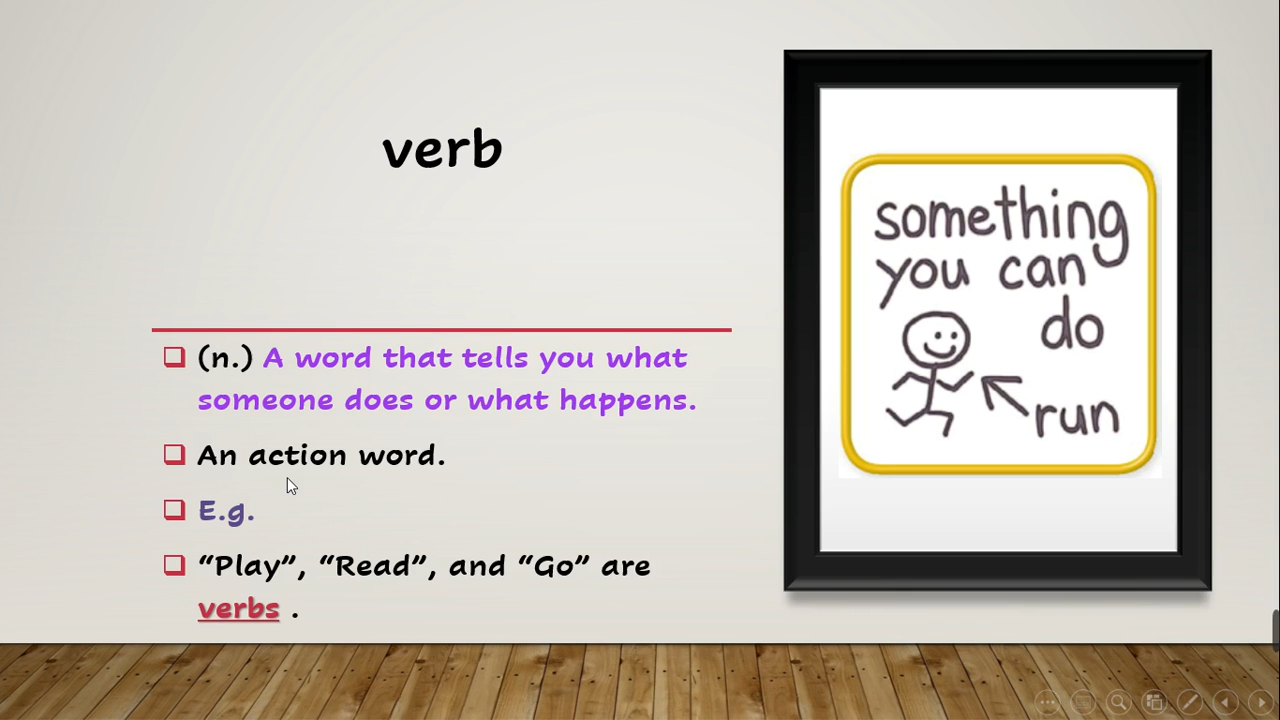 verb
(n.) A word that tells you what
someone does or what happens.
An action word.
E.g.
“Play”, “Read”, and “Go” are
verbs .
something
you can
do
run